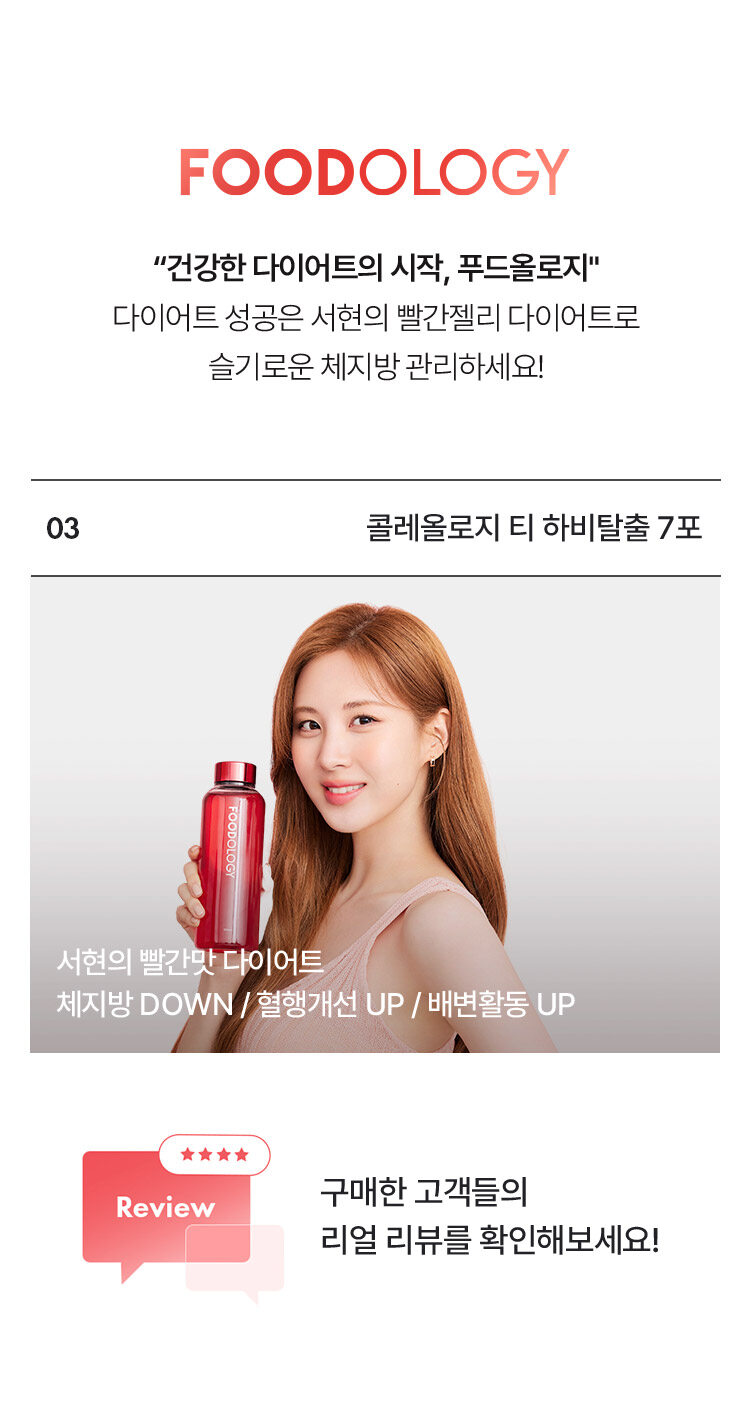 FOODOLOGY
“건강한 다이어트의 시작, 푸드올로지"
다이어트 성공은 서현의 빨간젤리 다이어트로
슬기로운 체지방 관리하세요!
03
콜레올로지 티 하비탈출 7포
FOODOLOGY
서현의 빨간맛 다이어트
체지방 DOWN / 혈행개선 UP / 배변활동 UP
Review
구매한 고객들의
리얼 리뷰를 확인해보세요!